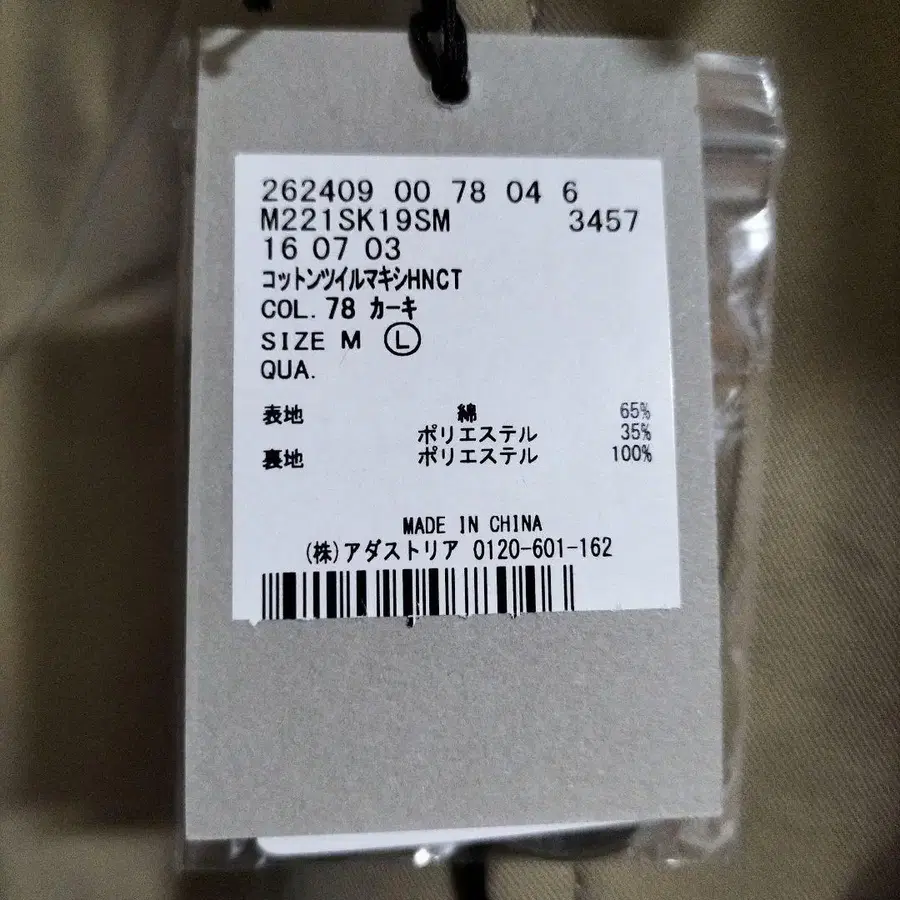 262409 00 78 04 6
M221SK19SM 3457
16 07 03
コットンツイルマキシHNCT
COL. 78 カーキ
SIZE M Ⓛ
QUA.
表地 綿 65%
ポリエステル 35%
裏地 ポリエステル 100%
MADE IN CHINA
(株)アダストリア 0120-601-162